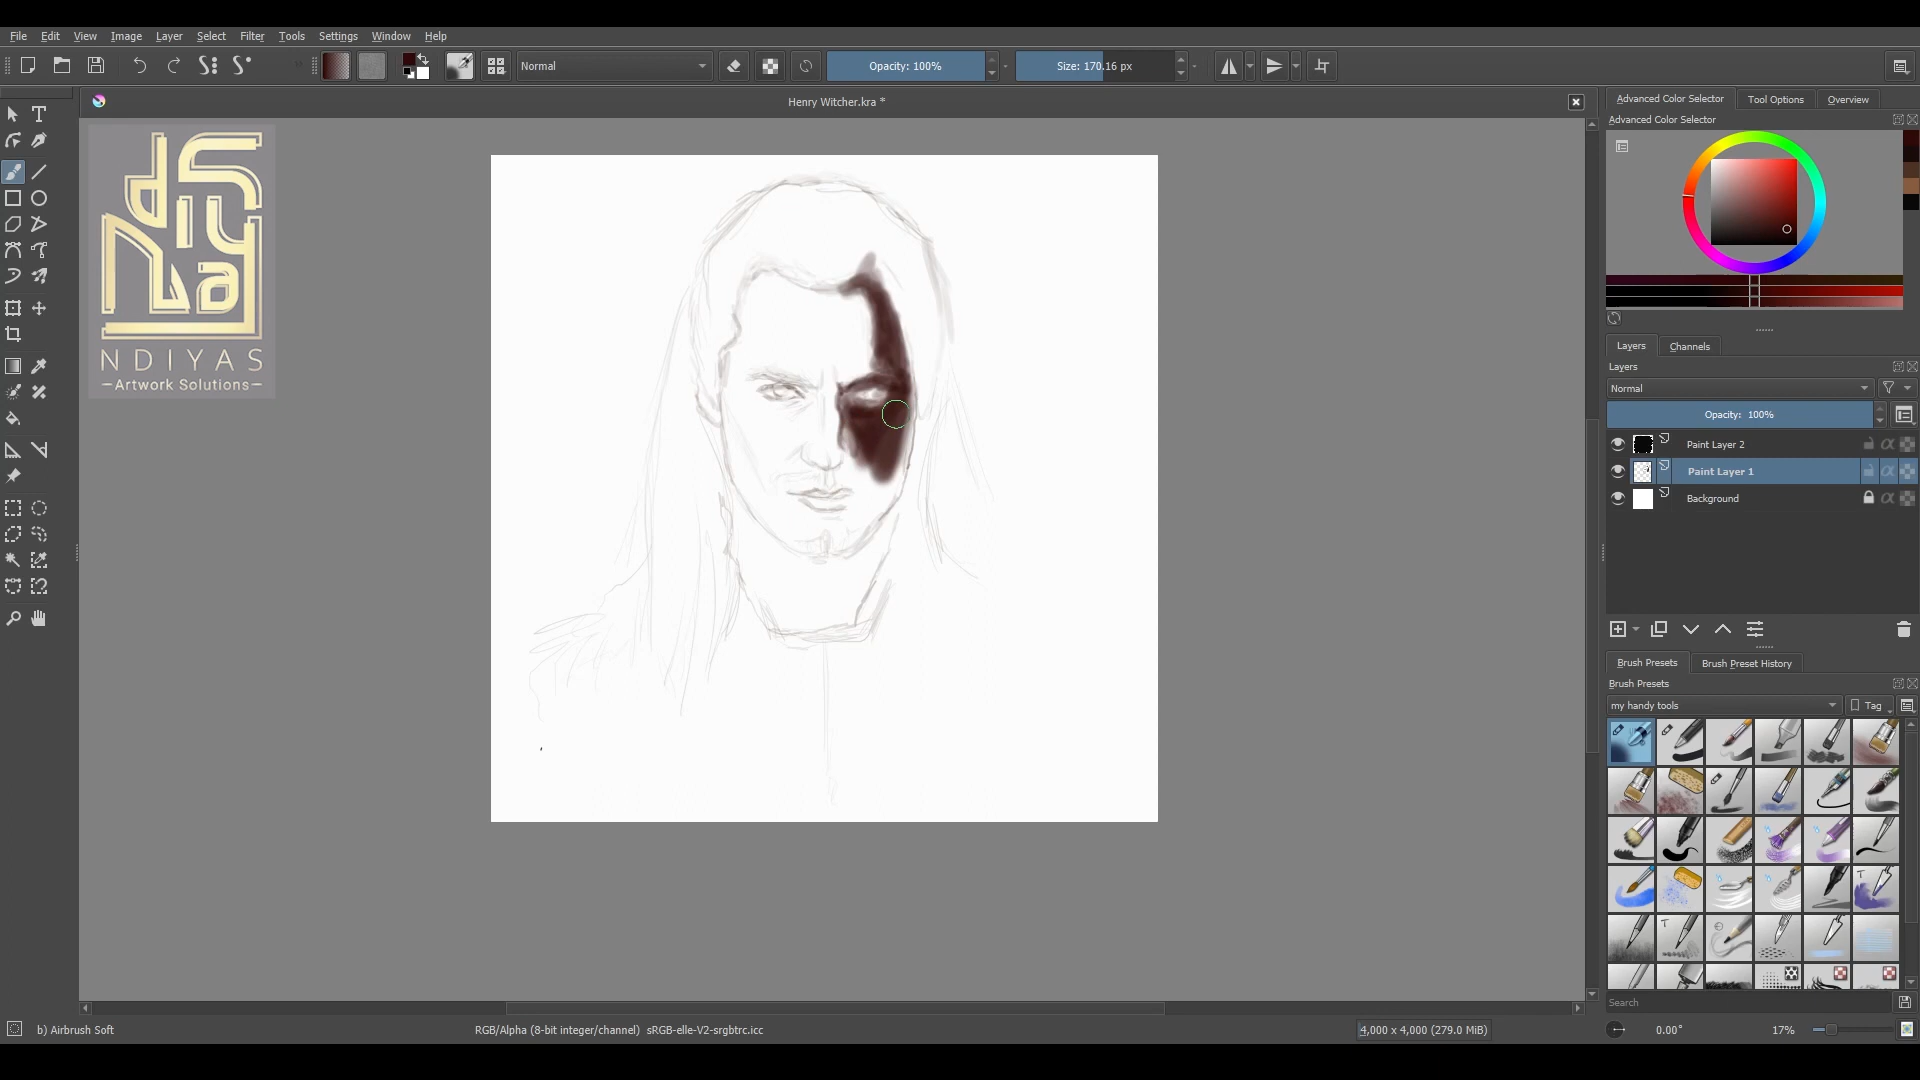 File Edit View Image Layer Select Filter Tools Settings Window Help
Normal
Opacity: 100%
Size: 170.16 px
Henry Witcher.kra *
Advanced Color Selector
Tool Options
Overview
Advanced Color Selector
diy
Nla
NDIYAS
—Artwork Solutions—
Layers
Channels
Layers
Normal
Opacity: 100%
Paint Layer 2
Paint Layer 1
Background
Brush Presets
Brush Preset History
Brush Presets
my handy tools
Tag
Search
b) Airbrush Soft
RGB/Alpha (8-bit integer/channel) sRGB-elle-V2-srgbtrc.icc
4,000 x 4,000 (279.0 MiB)
0.00°
17%